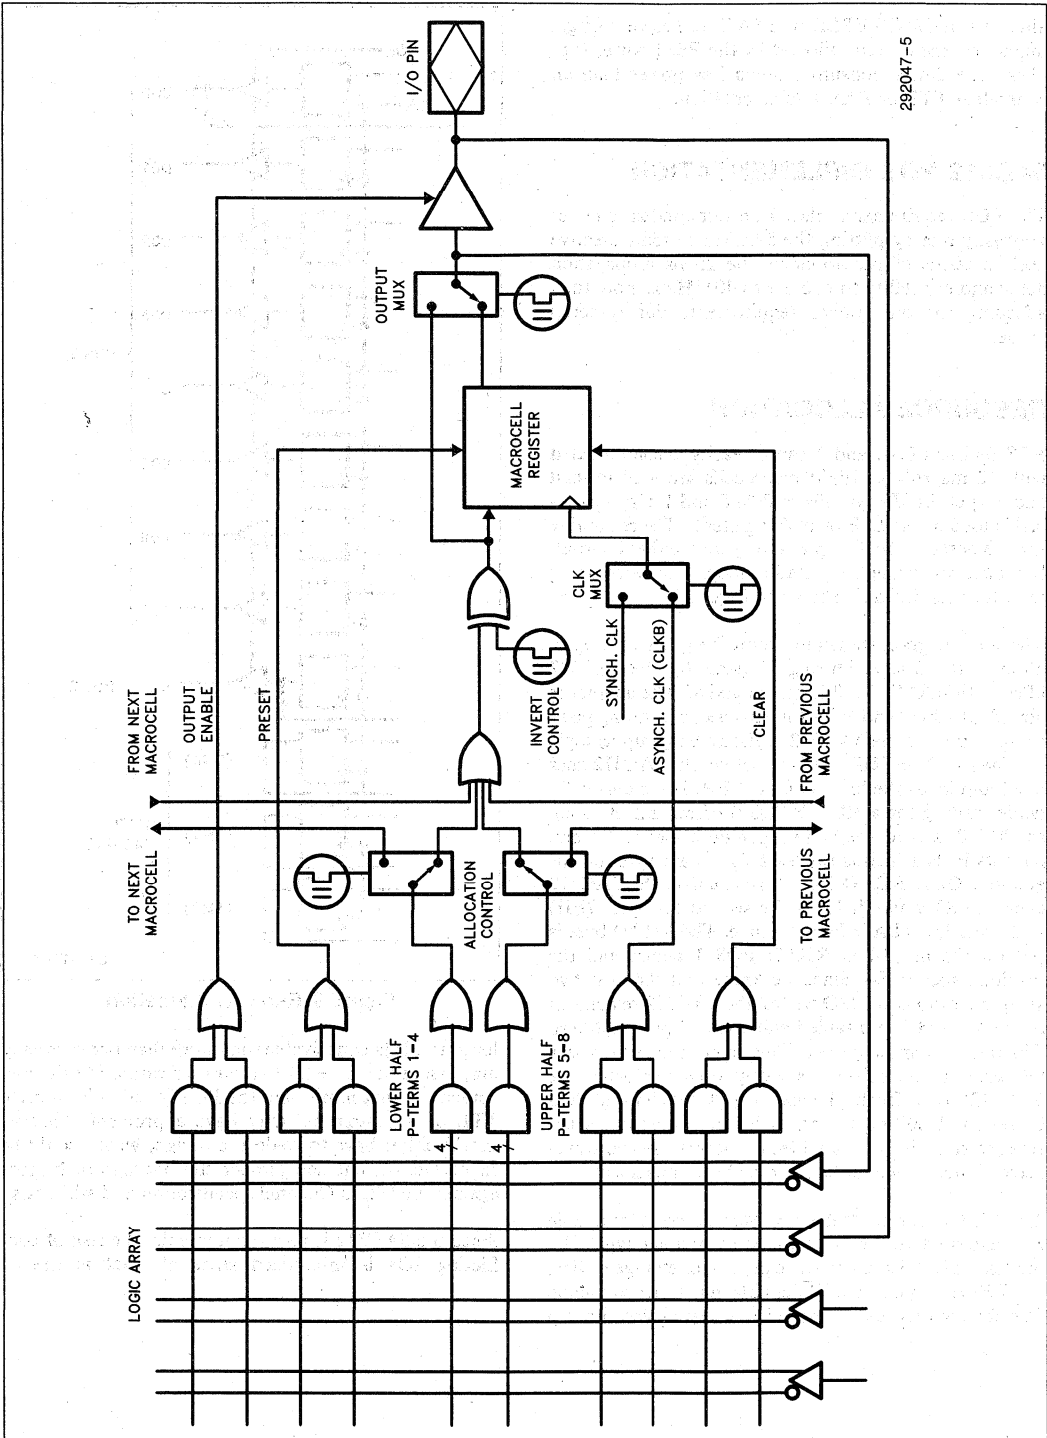 LOGIC ARRAY
TO NEXT
MACROCELL
FROM NEXT
MACROCELL
OUTPUT
ENABLE
PRESET
LOWER HALF
P-TERMS 1-4
4
4
UPPER HALF
P-TERMS 5-8
ALLOCATION
CONTROL
INVERT
CONTROL
SYNCH. CLK
ASYNCH. CLK (CLKB)
CLK
MUX
CLEAR
TO PREVIOUS
MACROCELL
FROM PREVIOUS
MACROCELL
MACROCELL
REGISTER
OUTPUT
MUX
I/O PIN
292047-5